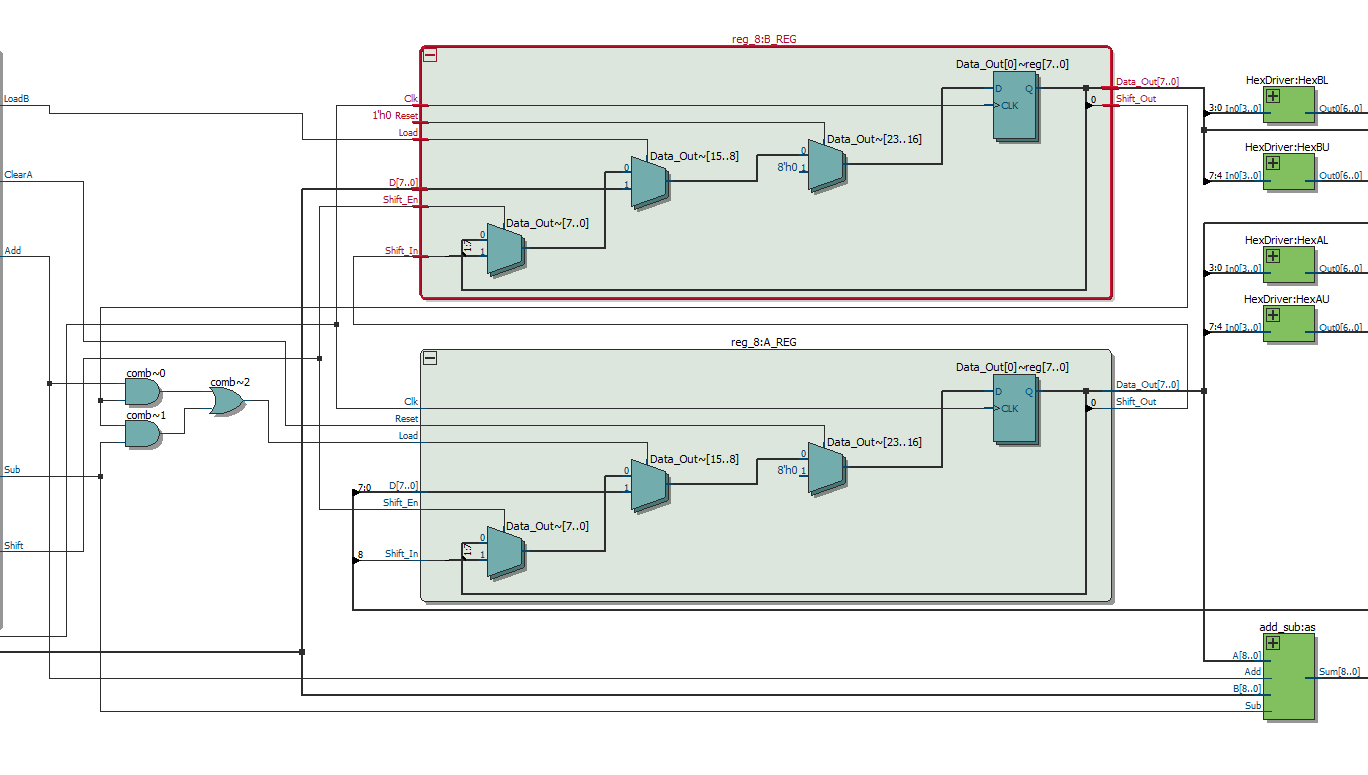 reg_8:B_REG
LoadB
ClearA
Add
Sub
Shift
Clk
1'h0 Reset
Load
D[7..0]
Shift_En
Shift_In
Data_Out~[7..0]
0
1
1:7
Data_Out~[15..8]
0
1
Data_Out~[23..16]
0
8'h0 1
Data_Out[0]~reg[7..0]
D
Q
CLK
Data_Out[7..0]
0
Shift_Out
HexDriver:HexBL
3:0 In0[3..0]
Out0[6..0]
HexDriver:HexBU
7:4 In0[3..0]
Out0[6..0]
HexDriver:HexAL
3:0 In0[3..0]
Out0[6..0]
HexDriver:HexAU
7:4 In0[3..0]
Out0[6..0]
comb~0
comb~1
comb~2
reg_8:A_REG
Clk
Reset
Load
7:0 D[7..0]
Shift_En
8 Shift_In
Data_Out~[7..0]
0
1
1:7
Data_Out~[15..8]
0
1
Data_Out~[23..16]
0
8'h0 1
Data_Out[0]~reg[7..0]
D
Q
CLK
Data_Out[7..0]
0
Shift_Out
add_sub:as
A[8..0]
Add
B[8..0]
Sub
Sum[8..0]